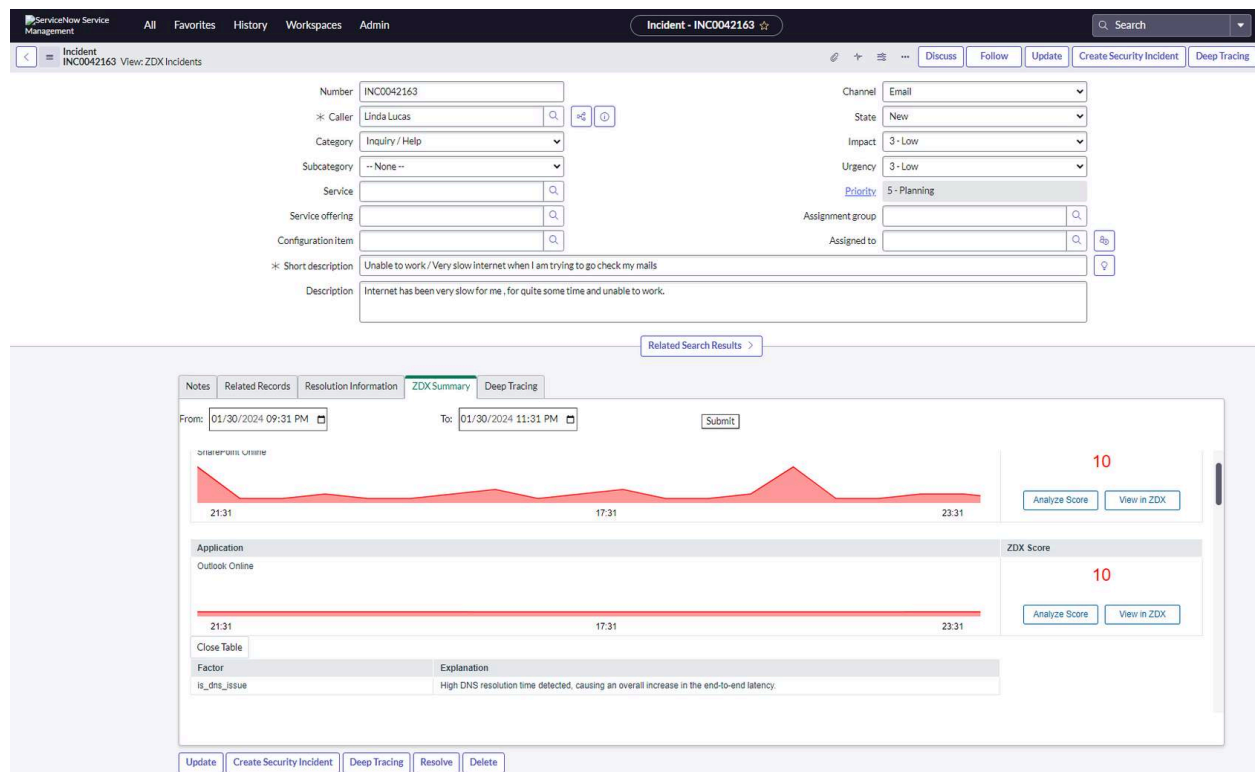 ServiceNow Service Management
All Favorites History Workspaces Admin
Incident - INC0042163
Search
Incident
INC0042163 View: ZDX Incidents
Discuss Follow Update Create Security Incident Deep Tracing
Number INC0042163
Channel Email
Caller Linda Lucas
State New
Category Inquiry / Help
Impact 3 - Low
Subcategory -- None --
Urgency 3 - Low
Service
Priority 5 - Planning
Service offering
Assignment group
Configuration item
Assigned to
Short description Unable to work / Very slow internet when I am trying to go check my mails
Description Internet has been very slow for me , for quite some time and unable to work.
Related Search Results
Notes Related Records Resolution Information ZDX Summary Deep Tracing
From: 01/30/2024 09:31 PM To: 01/30/2024 11:31 PM Submit
SharePoint Online
10
Analyze Score View in ZDX
21:31 17:31 23:31
Application ZDX Score
Outlook Online
10
Analyze Score View in ZDX
21:31 17:31 23:31
Close Table
Factor Explanation
is_dns_issue High DNS resolution time detected, causing an overall increase in the end-to-end latency.
Update Create Security Incident Deep Tracing Resolve Delete